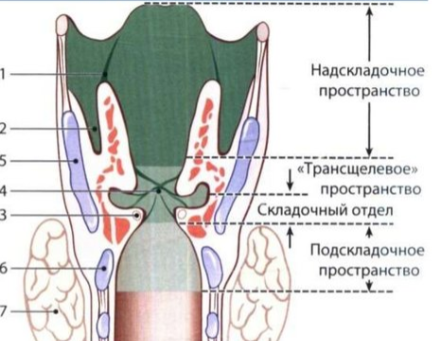 1
2
5
4
3
6
7
Надскладочное
пространство
«Трансщелевое»
пространство
Складочный отдел
Подскладочное
пространство